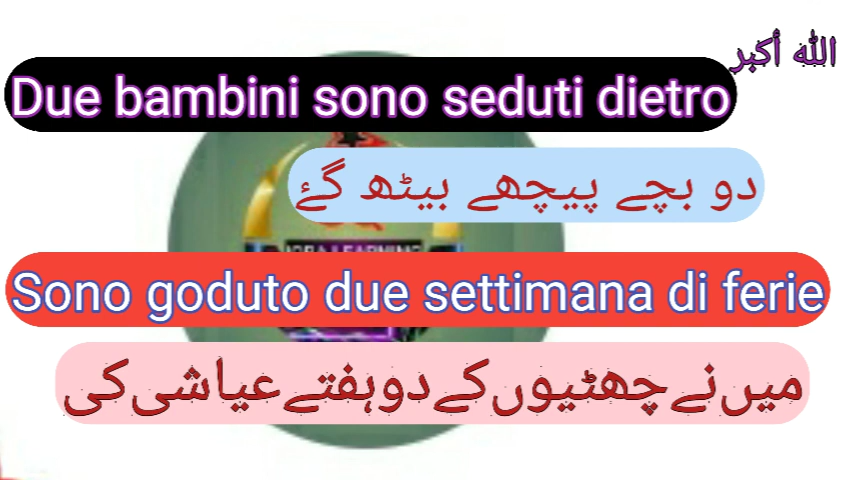 الله أكبر
Due bambini sono seduti dietro
دو بچے پیچھے بیٹھ گۓ
Sono goduto due settimana di ferie
میں نے چھٹیوں کے دو ہفتے عیاشی کی